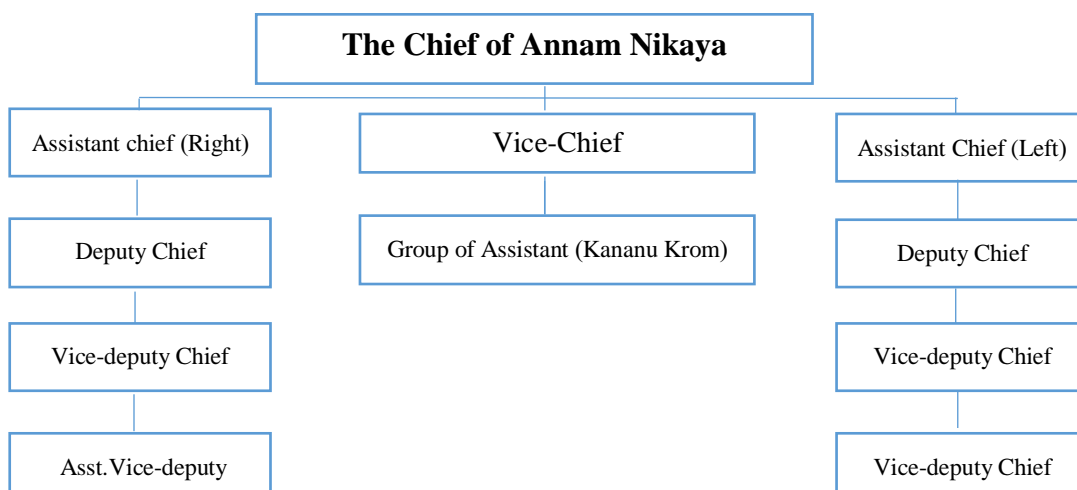 The Chief of Annam Nikaya
Assistant chief (Right)
Vice-Chief
Assistant Chief (Left)
Deputy Chief
Group of Assistant (Kananu Krom)
Deputy Chief
Vice-deputy Chief
Vice-deputy Chief
Asst.Vice-deputy
Vice-deputy Chief